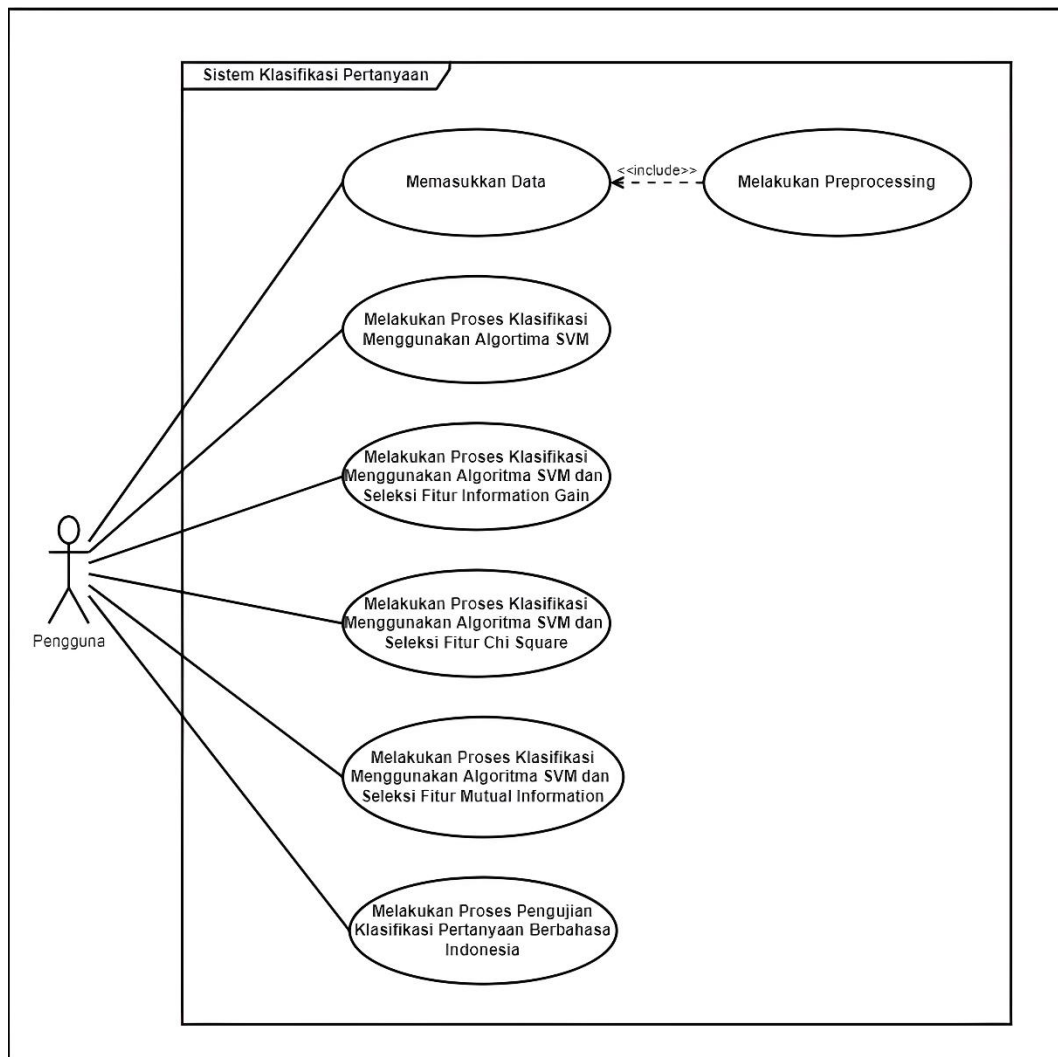 Sistem Klasifikasi Pertanyaan
Memasukkan Data
<<include>>
Melakukan Preprocessing
Melakukan Proses Klasifikasi
Menggunakan Algortima SVM
Melakukan Proses Klasifikasi
Menggunakan Algoritma SVM dan
Seleksi Fitur Information Gain
Melakukan Proses Klasifikasi
Menggunakan Algoritma SVM dan
Seleksi Fitur Chi Square
Melakukan Proses Klasifikasi
Menggunakan Algoritma SVM dan
Seleksi Fitur Mutual Information
Melakukan Proses Pengujian
Klasifikasi Pertanyaan Berbahasa
Indonesia
Pengguna